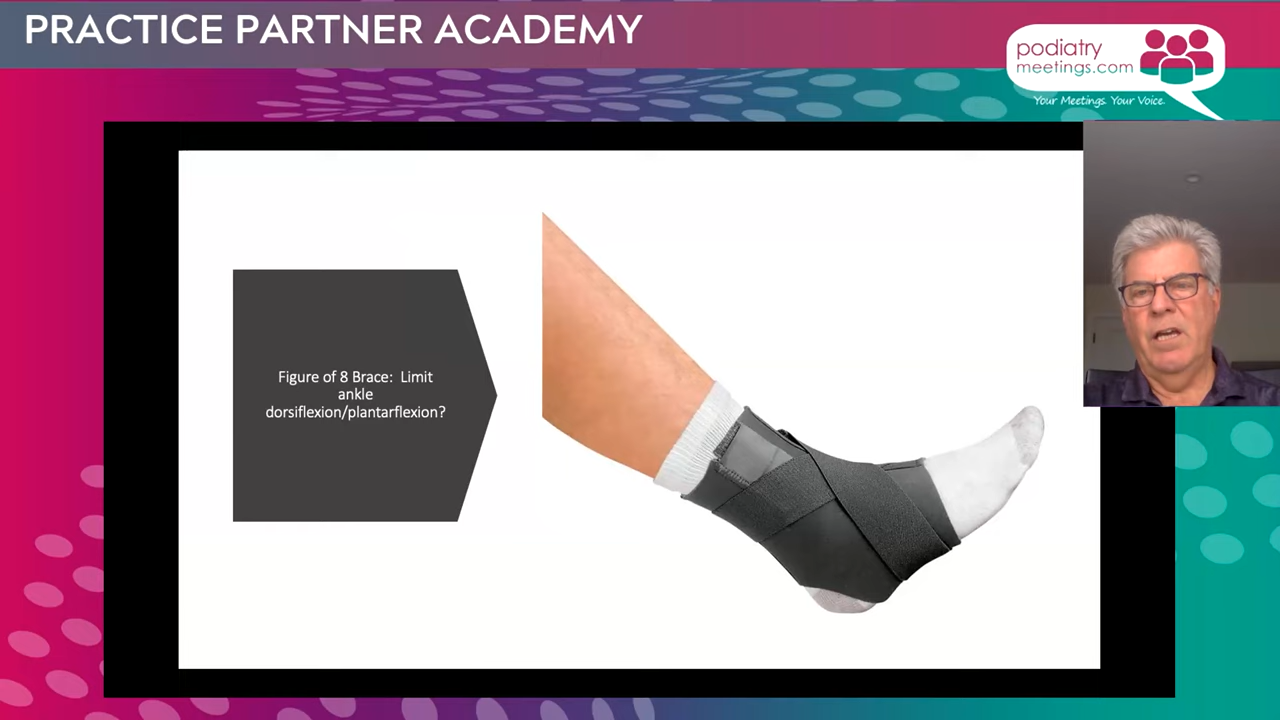 PRACTICE PARTNER ACADEMY
podiatry
meetings.com
Your Meetings. Your Voice.
Figure of 8 Brace: Limit
ankle
dorsiflexion/plantarflexion?